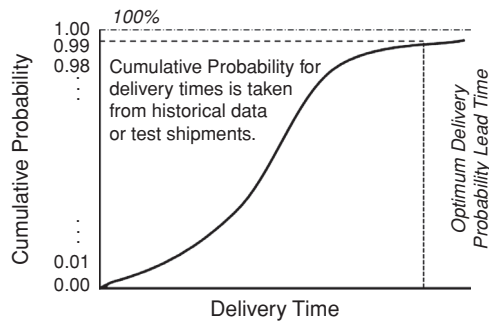 100%
1.00
0.99
0.98
.
.
.
.
.
.
0.01
0.00
Cumulative Probability
Cumulative Probability for
delivery times is taken
from historical data
or test shipments.
Optimum Delivery
Probability Lead Time
Delivery Time